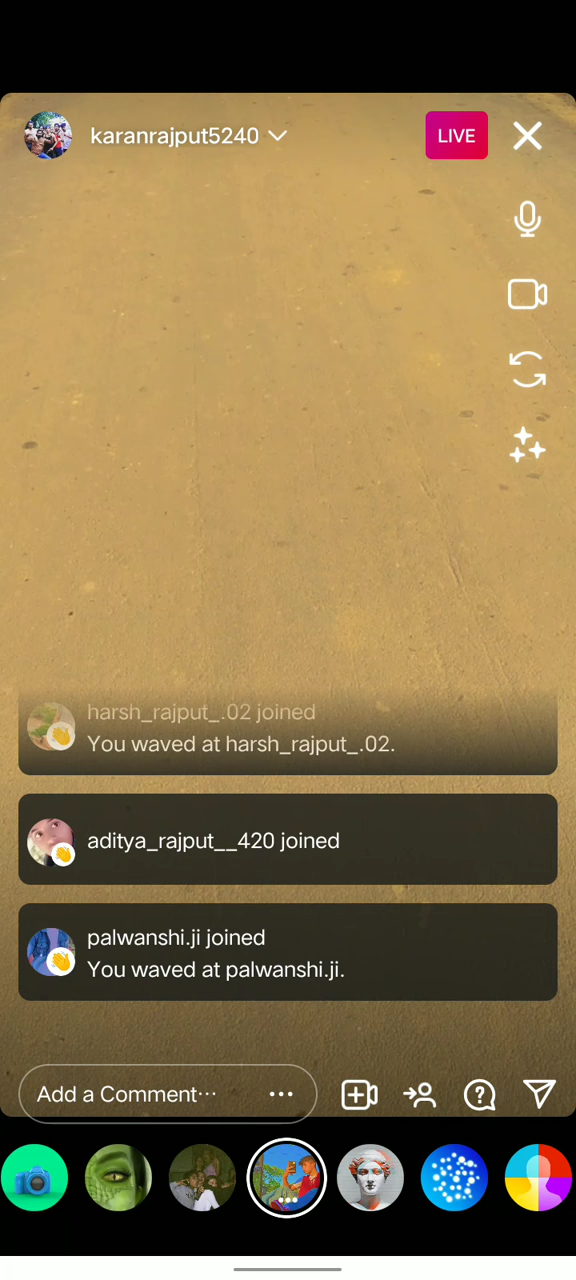 karanrajput5240
LIVE
harsh_rajput_.02 joined
You waved at harsh_rajput_.02.
aditya_rajput__420 joined
palwanshi.ji joined
You waved at palwanshi.ji.
Add a Comment···